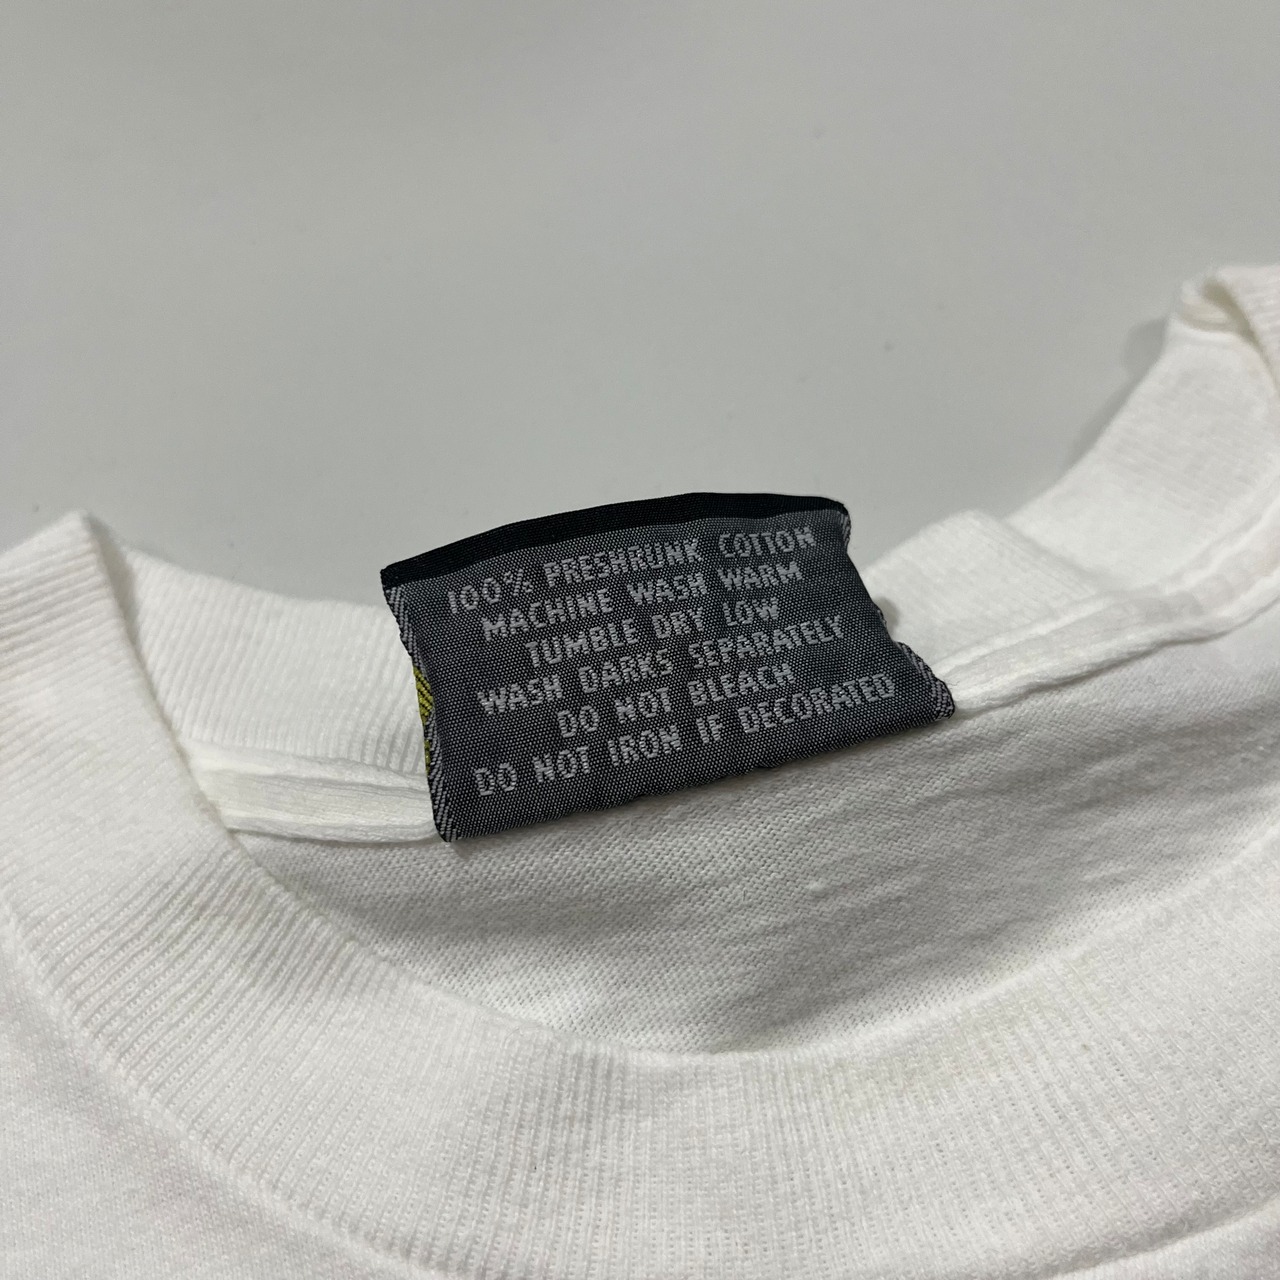 100% PRESHRUNK COTTON
MACHINE WASH WARM
TUMBLE DRY LOW
WASH DARKS SEPARATELY
DO NOT BLEACH
DO NOT IRON IF DECORATED